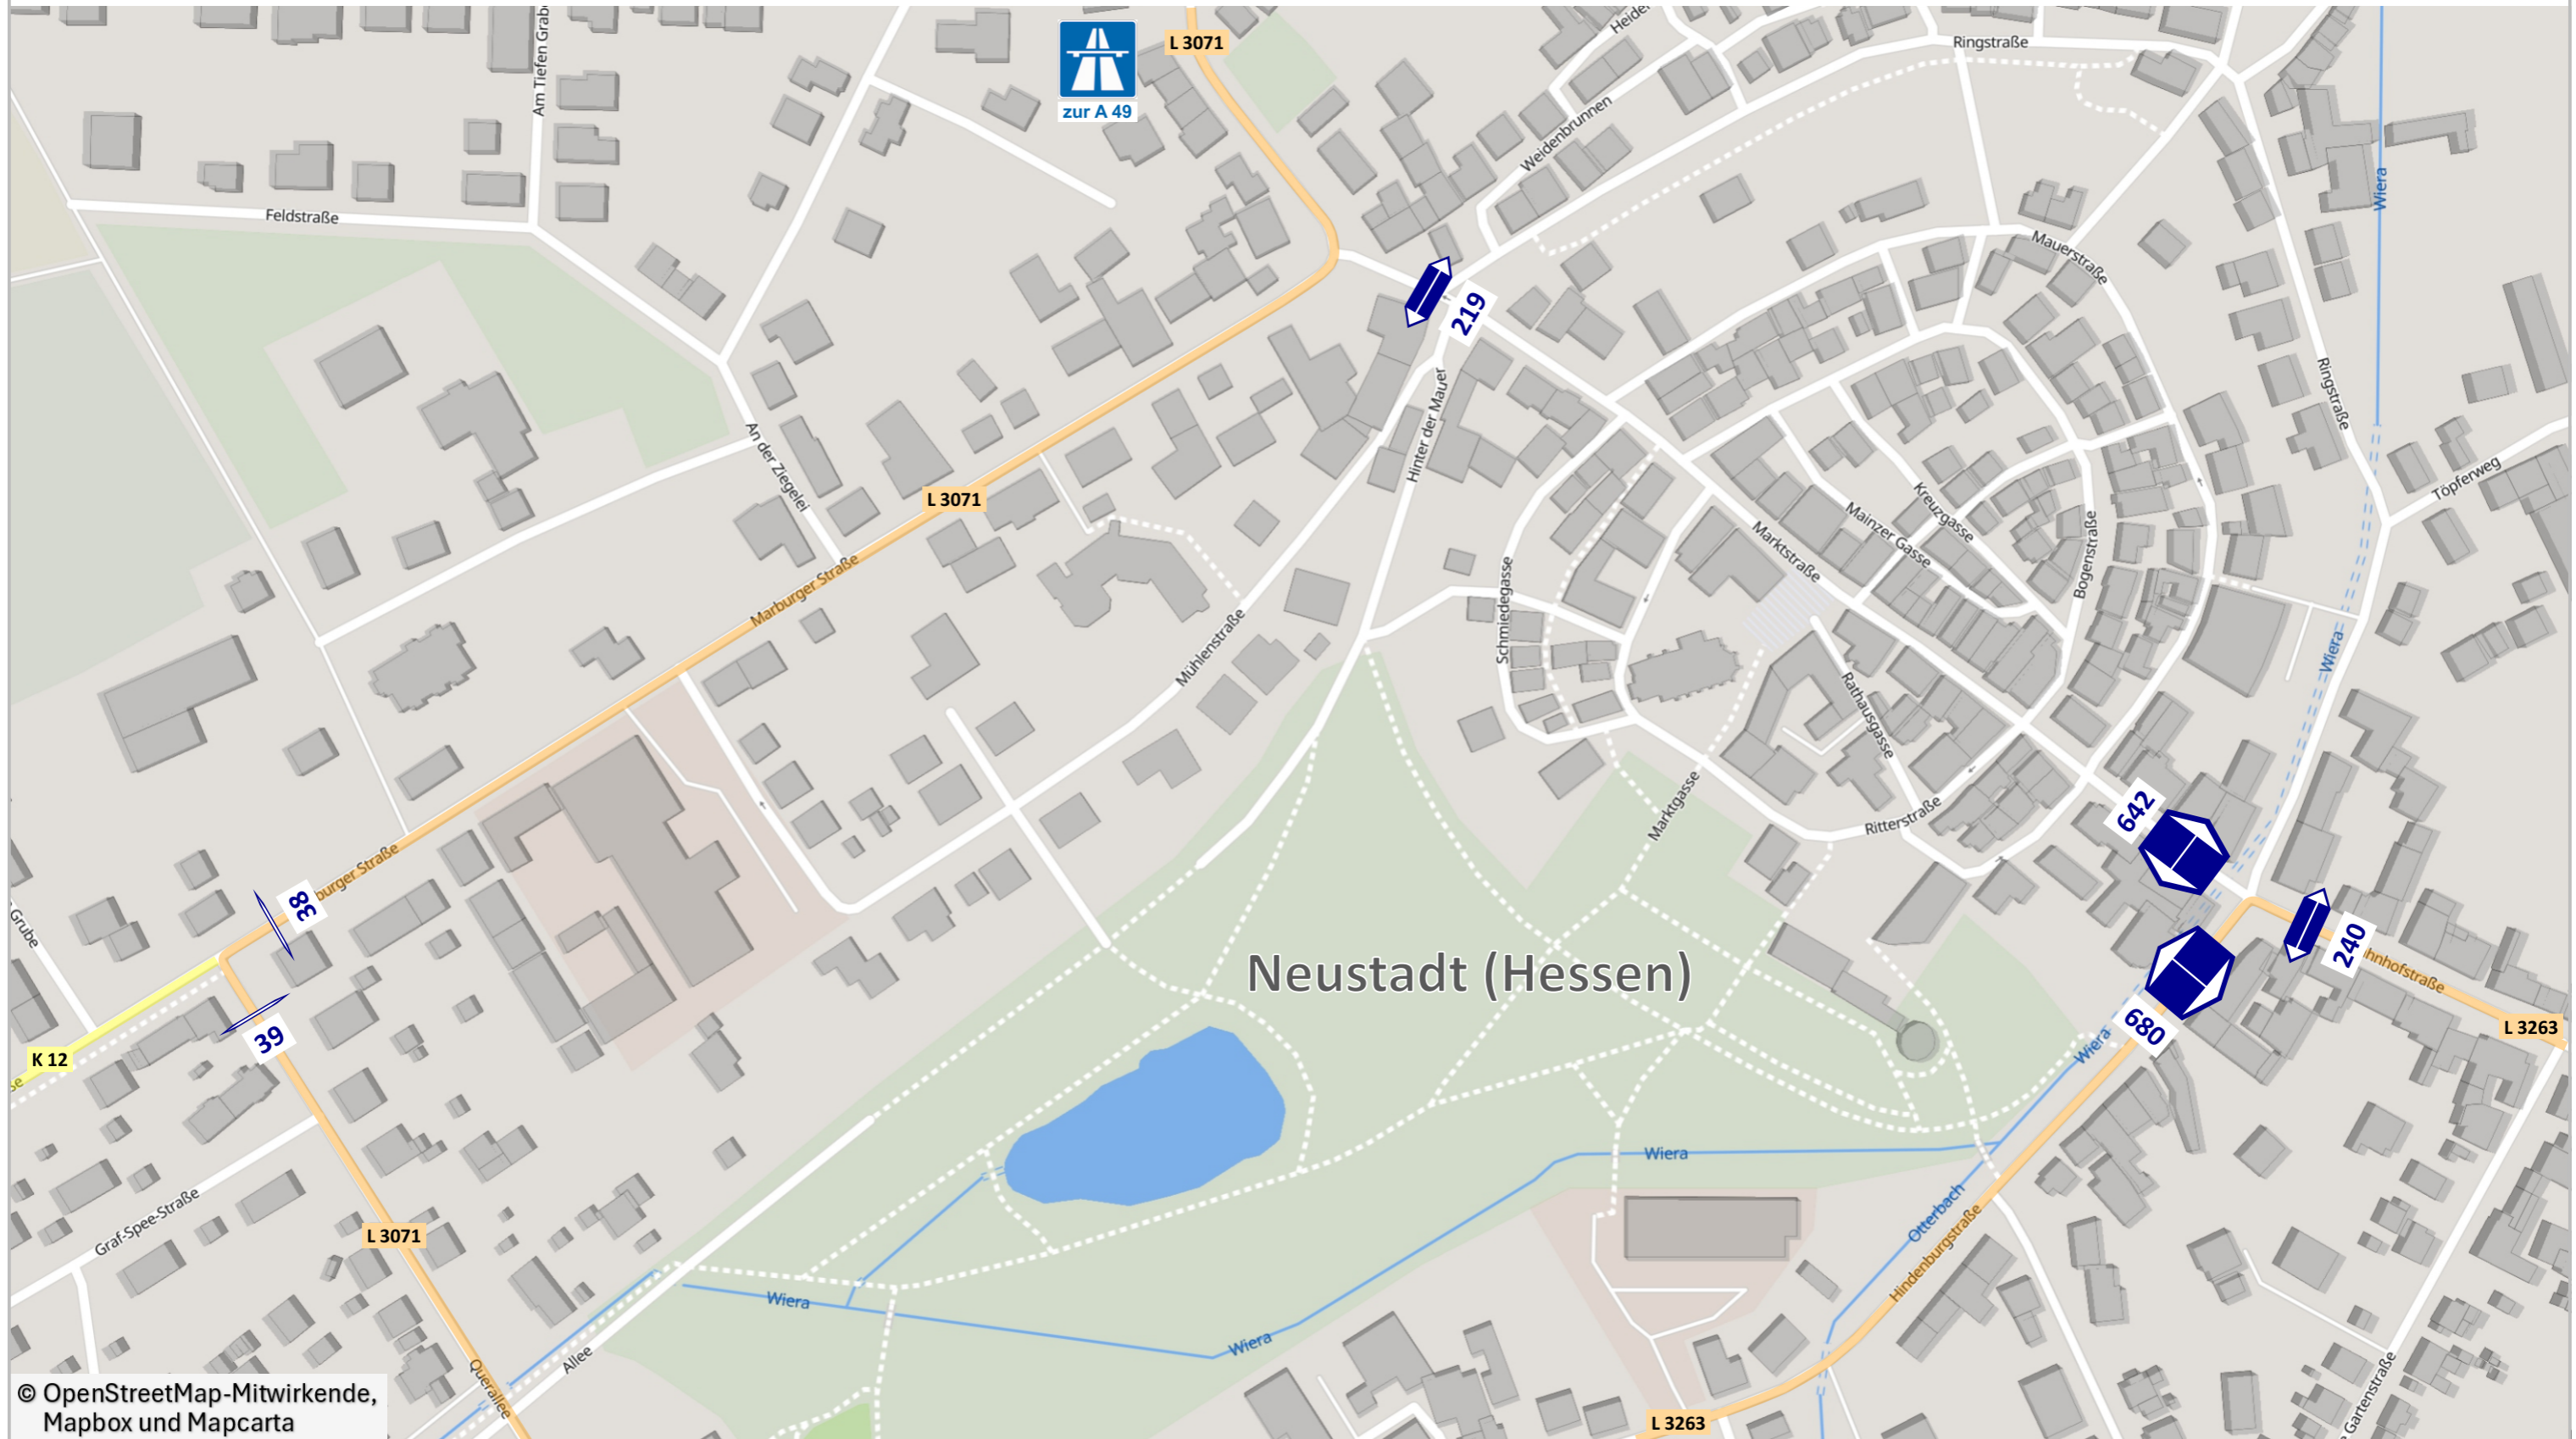 Am Tiefen Grabe
zur A 49
L 3071
Heider
Ringstraße
Weidenbrunnen
Wiera
Feldstraße
Mauerstraße
219
Ringstraße
Hinter der Mauer
An der Ziegelei
L 3071
Töpferweg
Kreuzgasse
Mainzer Gasse
Marktstraße
Bogenstraße
Marburger Straße
Schmiedegasse
Mühlenstraße
Wiera
Rathausgasse
Marktgasse
Ritterstraße
642
burger Straße
38
Grube
240
hnhofstraße
Neustadt (Hessen)
680
L 3263
39
K 12
Wiera
Wiera
Graf-Spee-Straße
L 3071
Otterbach
Hindenburgstraße
Wiera
Wiera
Allee
Querallee
Gartenstraße
L 3263
© OpenStreetMap-Mitwirkende,
Mapbox und Mapcarta